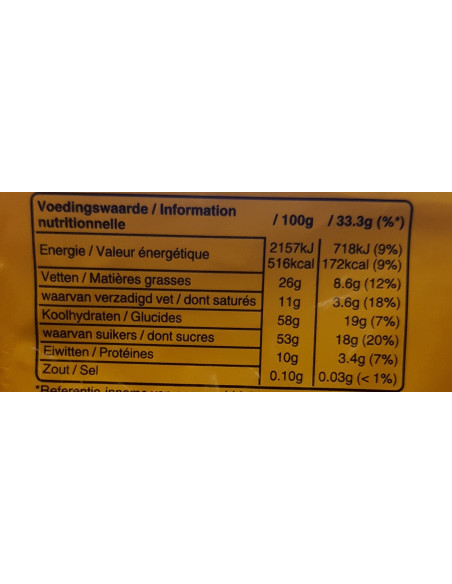 Voedingswaarde / Information
nutritionnelle / 100g / 33.3g (%*)
Energie / Valeur énergétique 2157kJ 718kJ (9%)
516kcal 172kcal (9%)
Vetten / Matières grasses 26g 8.6g (12%)
waarvan verzadigd vet / dont saturés 11g 3.6g (18%)
Koolhydraten / Glucides 58g 19g (7%)
waarvan suikers / dont sucres 53g 18g (20%)
Eiwitten / Protéines 10g 3.4g (7%)
Zout / Sel 0.10g 0.03g (< 1%)
*Referentie